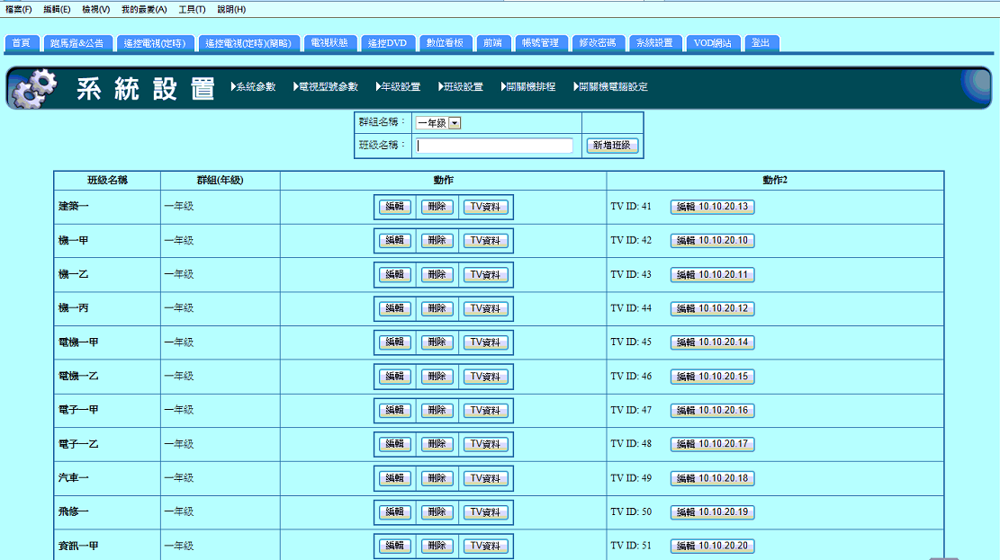 檔案(F) 編輯(E) 檢視(V) 我的最愛(A) 工具(T) 說明(H)
首頁 跑馬燈&公告 遙控電視(定時) 遙控電視(定時)(簡略) 電視狀態 遙控DVD 數位看板 前端 帳號管理 修改密碼 系統設置 VOD網站 登出
系統設置 系統參數 電視型號參數 年級設置 班級設置 開關機排程 開關機電腦設定
群組名稱： 一年級
班級名稱： 新增班級
班級名稱 群組(年級) 動作 動作2
建築一 一年級 編輯 刪除 TV資料 TV ID: 41 編輯 10.10.20.13
機一甲 一年級 編輯 刪除 TV資料 TV ID: 42 編輯 10.10.20.10
機一乙 一年級 編輯 刪除 TV資料 TV ID: 43 編輯 10.10.20.11
機一丙 一年級 編輯 刪除 TV資料 TV ID: 44 編輯 10.10.20.12
電機一甲 一年級 編輯 刪除 TV資料 TV ID: 45 編輯 10.10.20.14
電機一乙 一年級 編輯 刪除 TV資料 TV ID: 46 編輯 10.10.20.15
電子一甲 一年級 編輯 刪除 TV資料 TV ID: 47 編輯 10.10.20.16
電子一乙 一年級 編輯 刪除 TV資料 TV ID: 48 編輯 10.10.20.17
汽車一 一年級 編輯 刪除 TV資料 TV ID: 49 編輯 10.10.20.18
飛修一 一年級 編輯 刪除 TV資料 TV ID: 50 編輯 10.10.20.19
資訊一甲 一年級 編輯 刪除 TV資料 TV ID: 51 編輯 10.10.20.20